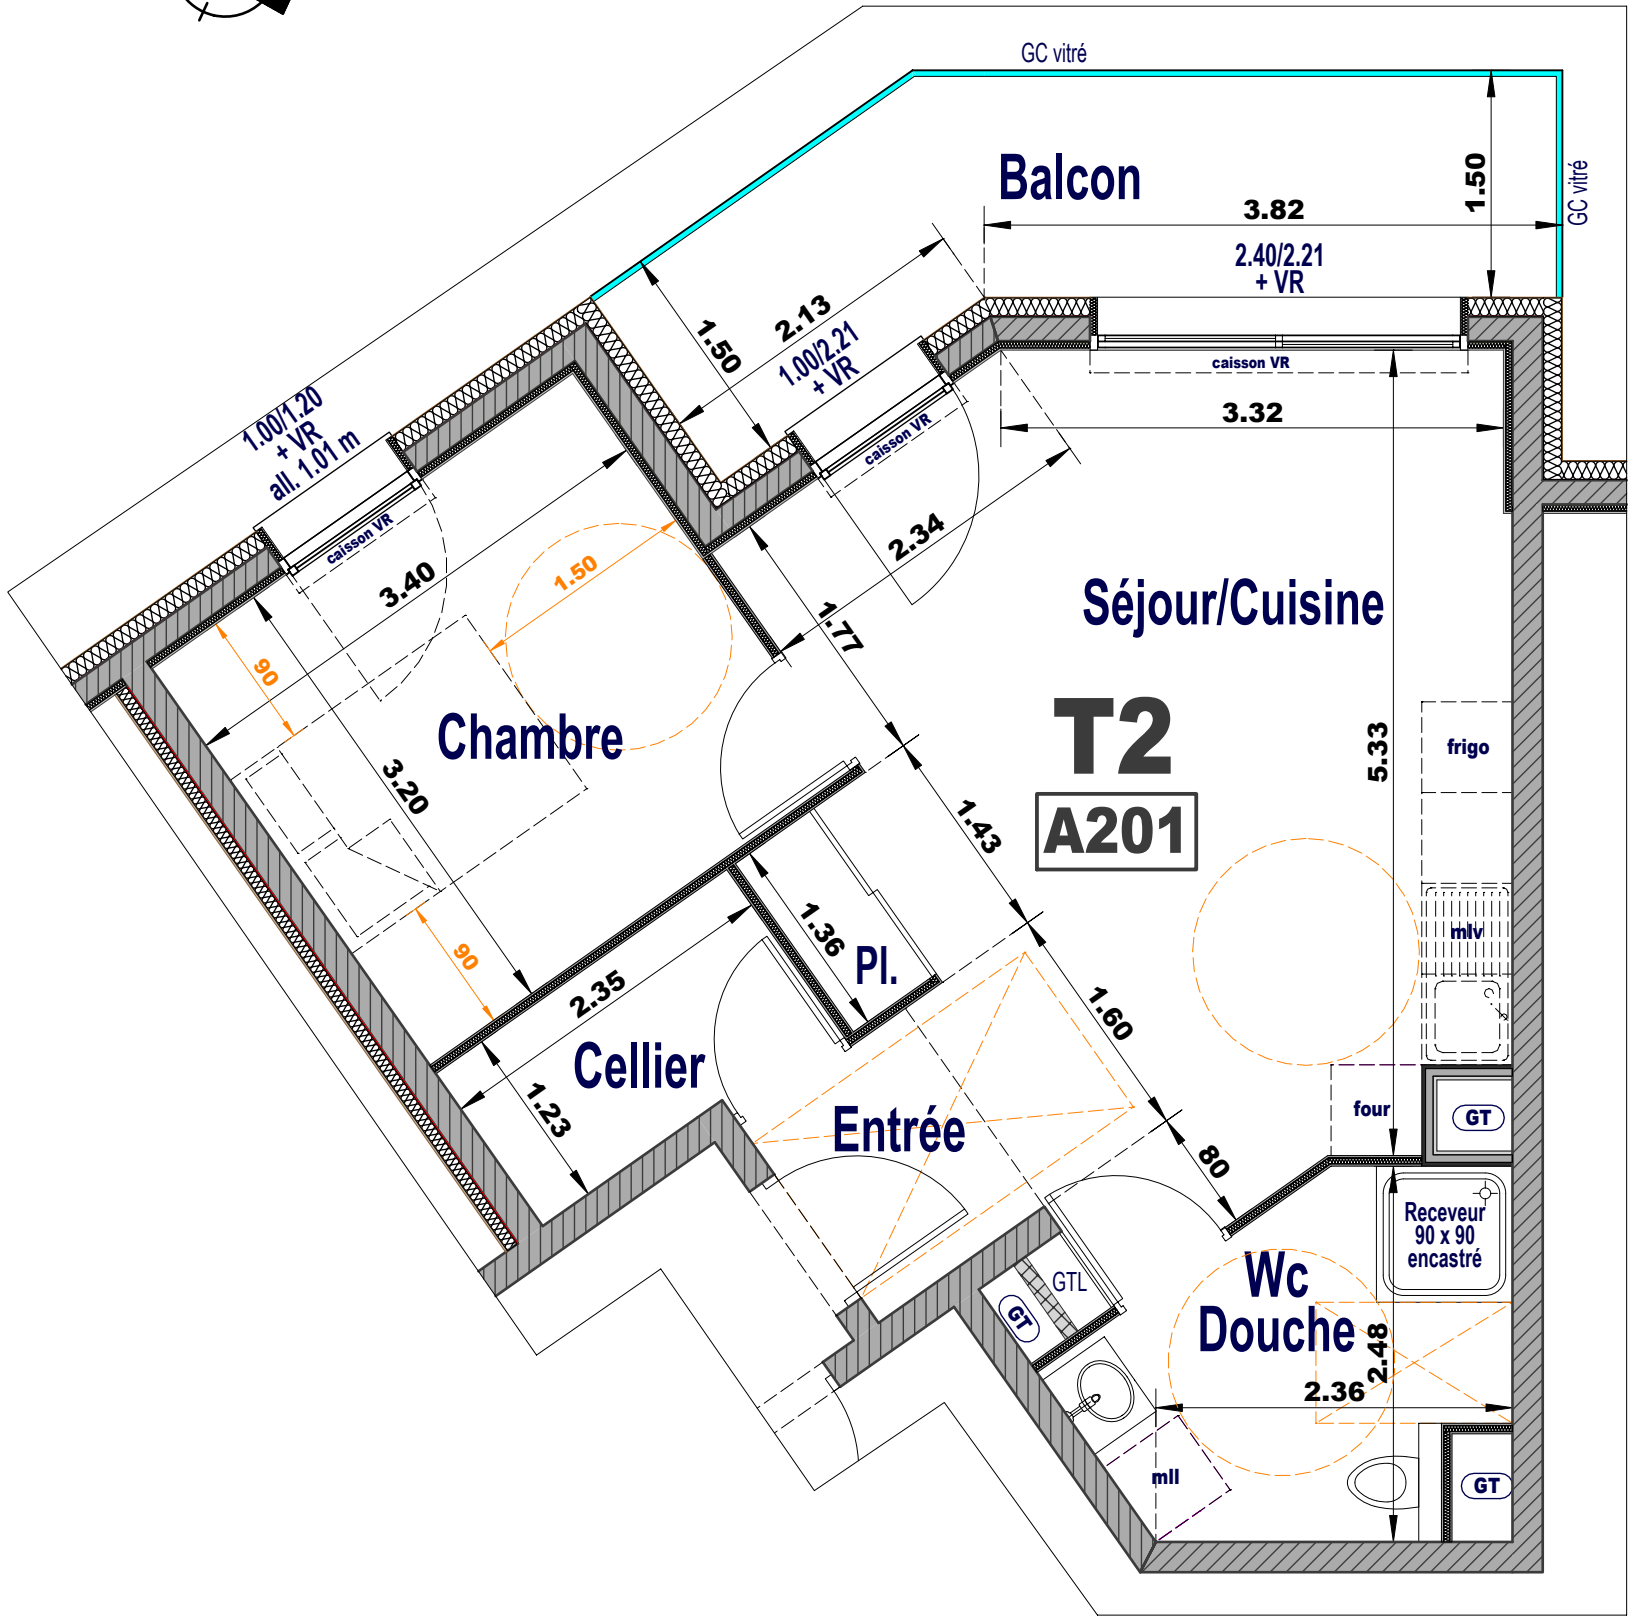 GC vitré
Balcon
1.50
GC vitré
3.82
2.40/2.21
+ VR
2.13
1.50
1.00/2.21
+ VR
caisson VR
caisson VR
3.32
1.00/1.20
+ VR
all. 1.01 m
caisson VR
3.40
1.50
2.34
1.77
Séjour/Cuisine
90
Chambre
3.20
T2
A201
5.33
frigo
1.43
1.36
Pl.
mlv
90
2.35
1.60
Cellier
1.23
Entrée
four
GT
80
Receveur
90 x 90
encastré
Wc
Douche
GTL
GT
2.48
2.36
mll
GT